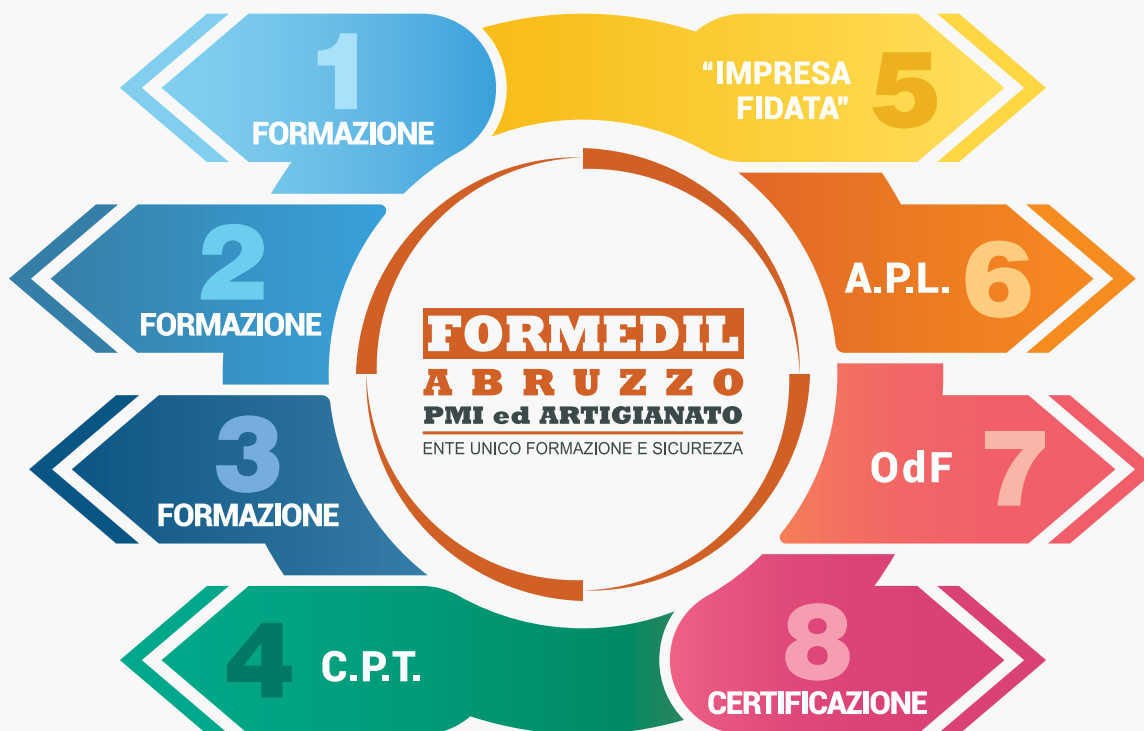 1
FORMAZIONE
2
FORMAZIONE
3
FORMAZIONE
4 C.P.T.
"IMPRESA
FIDATA" 5
A.P.L. 6
OdF 7
8
CERTIFICAZIONE
FORMEDIL
ABRUZZO
PMI ed ARTIGIANATO
ENTE UNICO FORMAZIONE E SICUREZZA